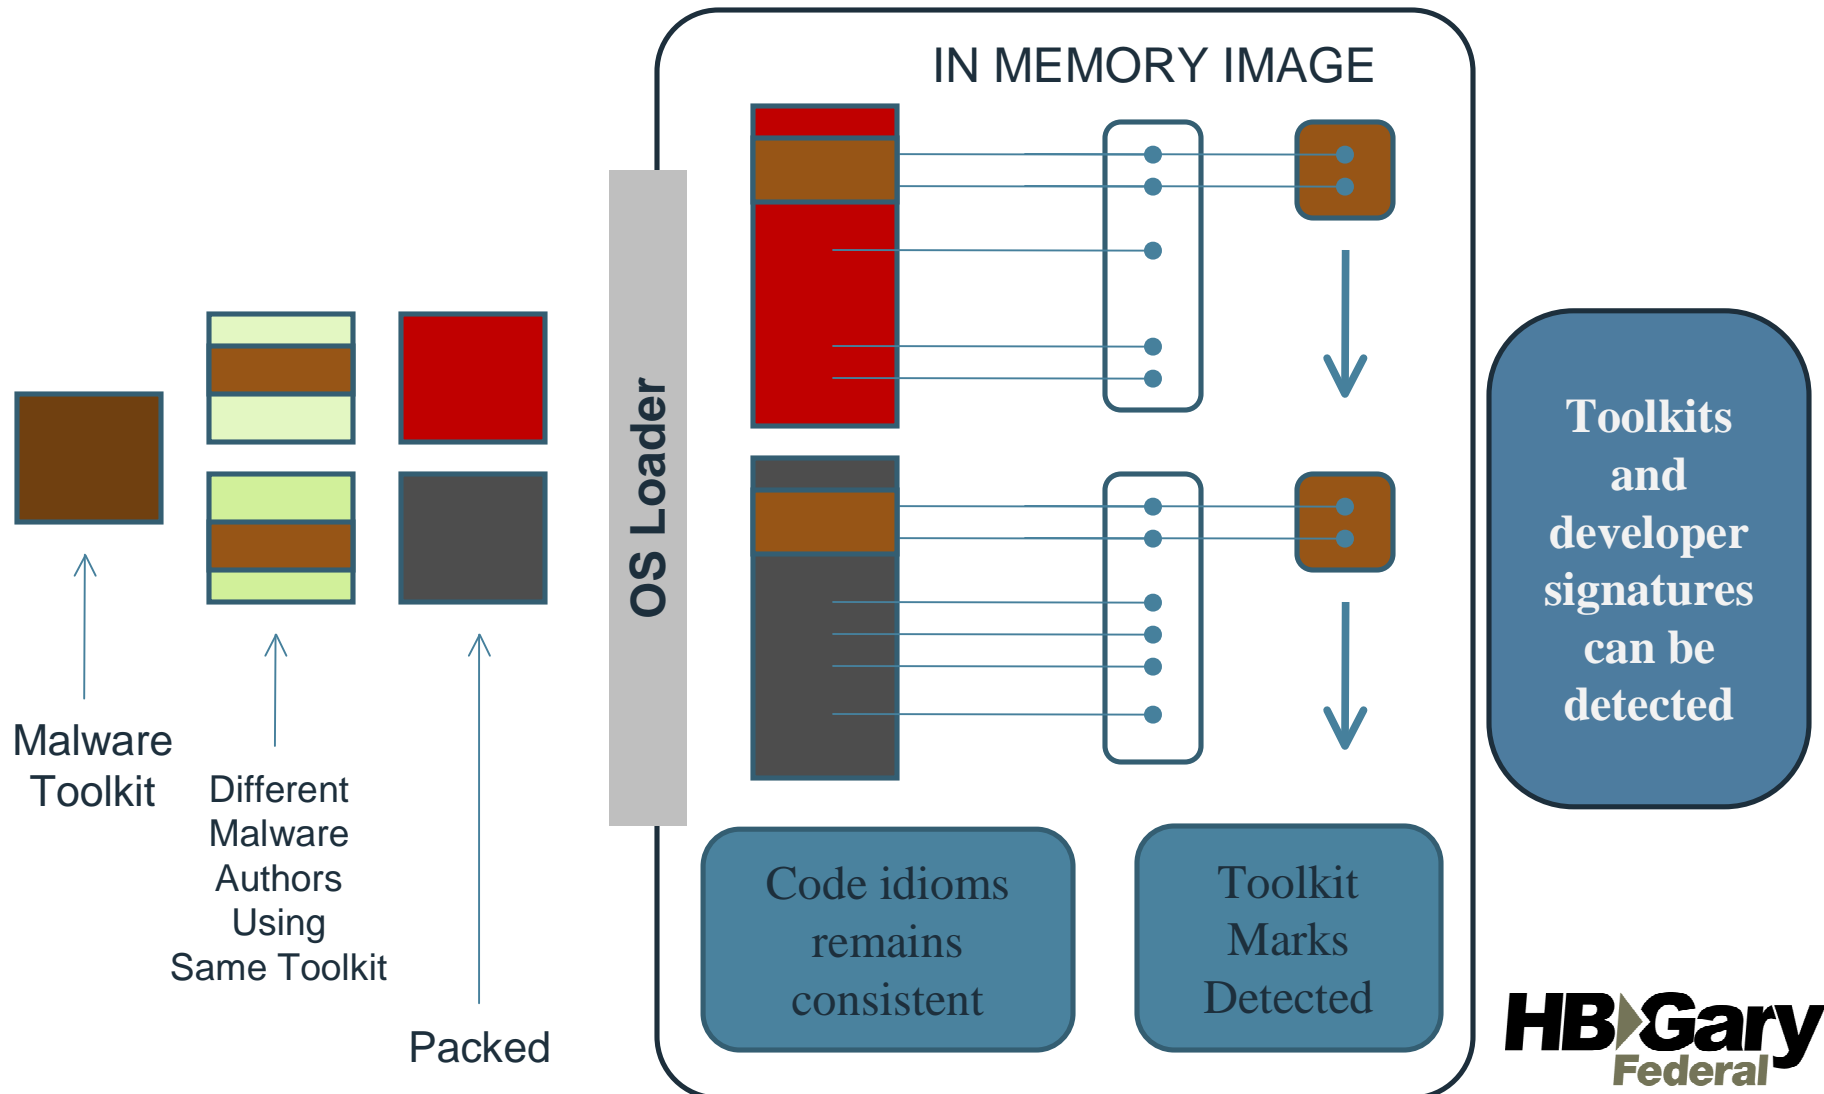 IN MEMORY IMAGE
OS Loader
Malware
Toolkit
Different
Malware
Authors
Using
Same Toolkit
Packed
Code idioms
remains
consistent
Toolkit
Marks
Detected
Toolkits
and
developer
signatures
can be
detected
HBGary
Federal